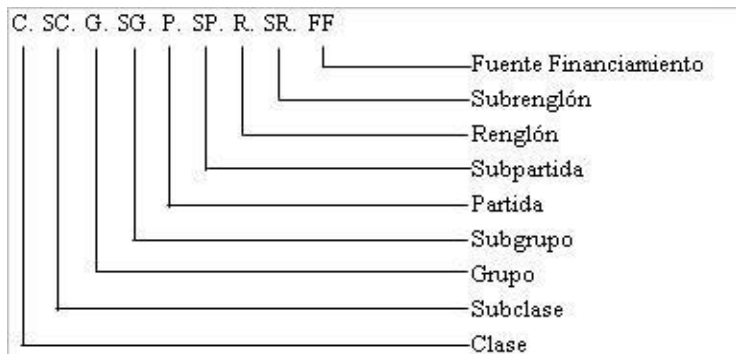 C. SC. G. SG. P. SP. R. SR. FF
Fuente Financiamiento
Subrenglón
Renglón
Subpartida
Partida
Subgrupo
Grupo
Subclase
Clase